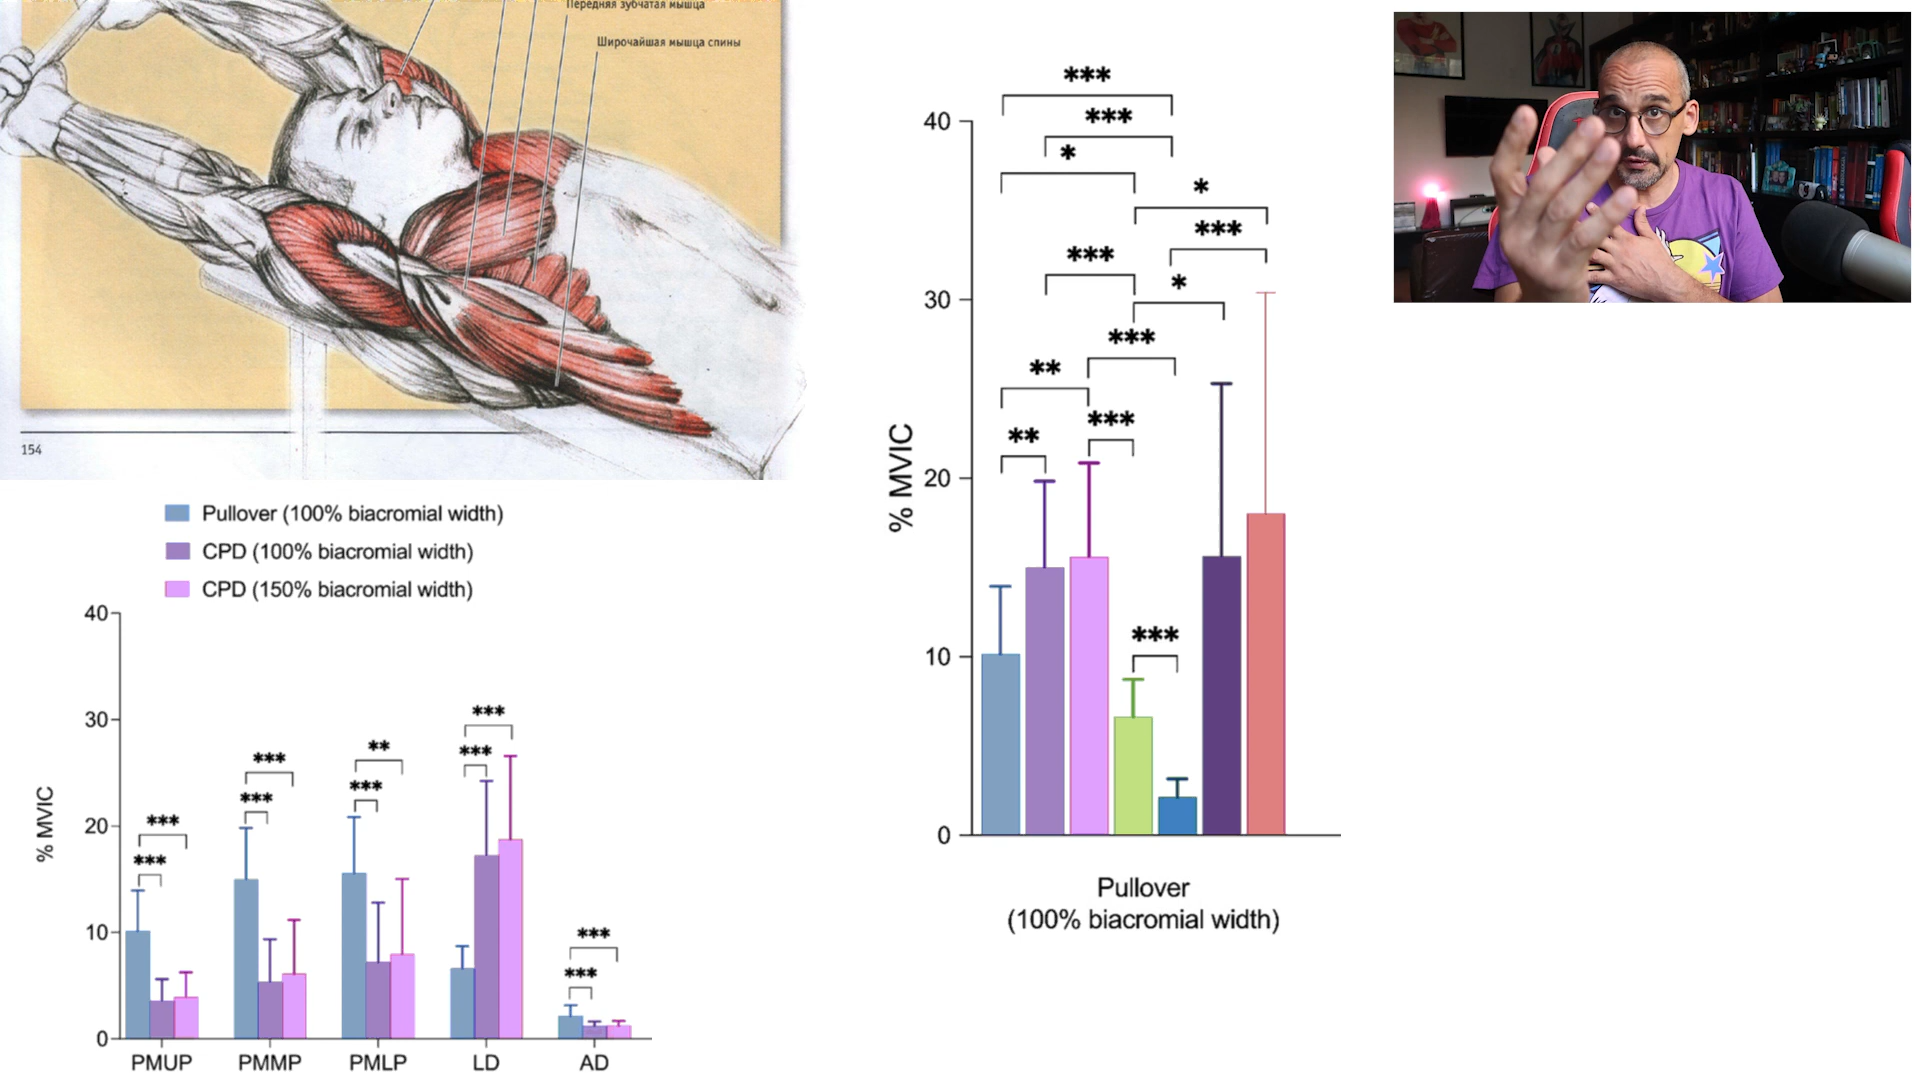 Передняя зубчатая мышца
Широчайшая мышца спины
154
Pullover (100% biacromial width)
CPD (100% biacromial width)
CPD (150% biacromial width)
% MVIC
40
30
20
10
0
***
***
***
***
**
***
***
***
***
***
PMUP
PMMP
PMLP
LD
AD
% MVIC
40
30
20
10
0
***
***
*
*
***
***
*
***
**
***
**
***
Pullover
(100% biacromial width)